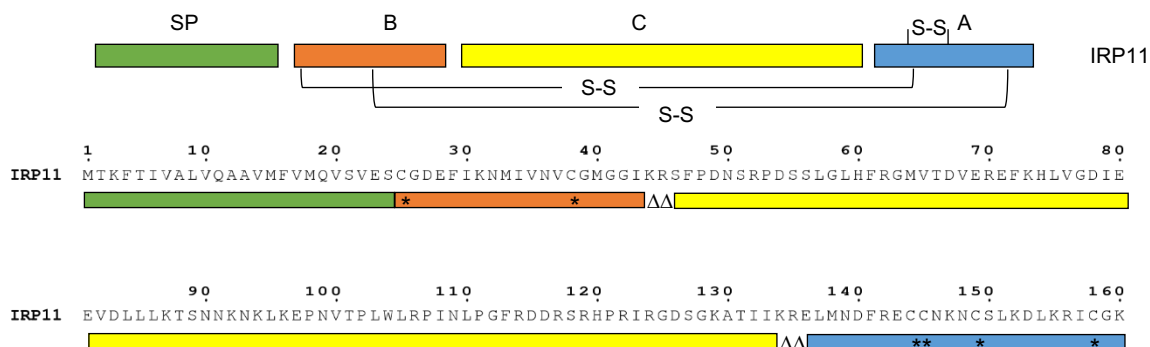 SP B C S-S A IRP11
S-S
S-S
1 10 20 30 40 50 60 70 80
IRP11 MTKFTIVALVQAAVMFVMQVSVESCGDEFIKNMIVNVCGMGGIKRSFPDNSRPDSSLGLHFRGMVTDVEREFKHLVGDIE
* * ΔΔ
90 100 110 120 130 140 150 160
IRP11 EVDLLLKTSNNKNKLKEPNVTPLWLRPINLPGFRDDRSRHPRIRGDSGKATIIKRELMNDFRECCNKNCSLKDLKRICGK
ΔΔ ** * *